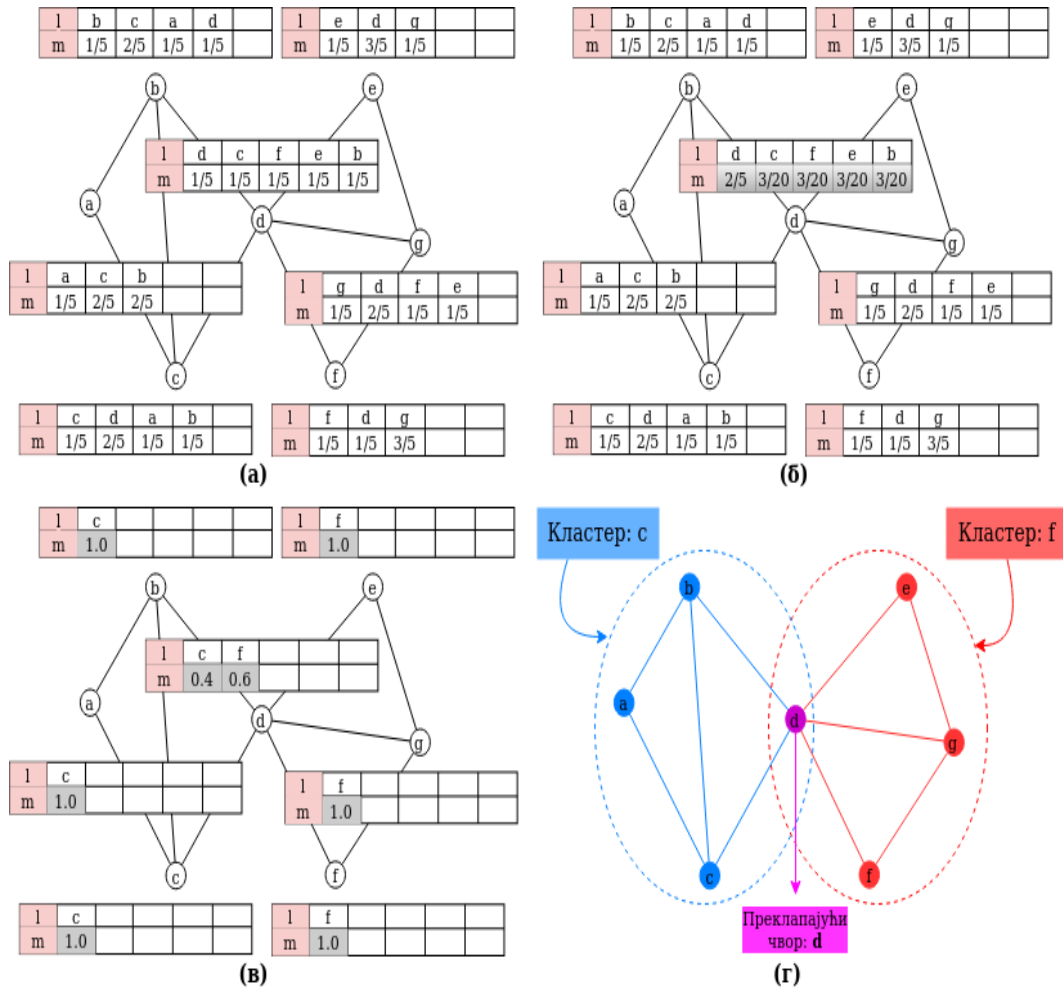 l b c a d
m 1/5 2/5 1/5 1/5
l e d g
m 1/5 3/5 1/5
b
e
l d c f e b
m 1/5 1/5 1/5 1/5 1/5
a
d
g
l a c b
m 1/5 2/5 2/5
l g d f e
m 1/5 2/5 1/5 1/5
c
f
l c d a b
m 1/5 2/5 1/5 1/5
l f d g
m 1/5 1/5 3/5
(а)
l b c a d
m 1/5 2/5 1/5 1/5
l e d g
m 1/5 3/5 1/5
b
e
l d c f e b
m 2/5 3/20 3/20 3/20 3/20
a
d
g
l a c b
m 1/5 2/5 2/5
l g d f e
m 1/5 2/5 1/5 1/5
c
f
l c d a b
m 1/5 2/5 1/5 1/5
l f d g
m 1/5 1/5 3/5
(б)
l c
m 1.0
l f
m 1.0
b
e
l c f
m 0.4 0.6
a
d
g
l c
m 1.0
l f
m 1.0
c
f
l c
m 1.0
l f
m 1.0
(в)
Кластер: c
Кластер: f
b
e
a
d
g
c
f
Преклапајући
чвор: d
(г)